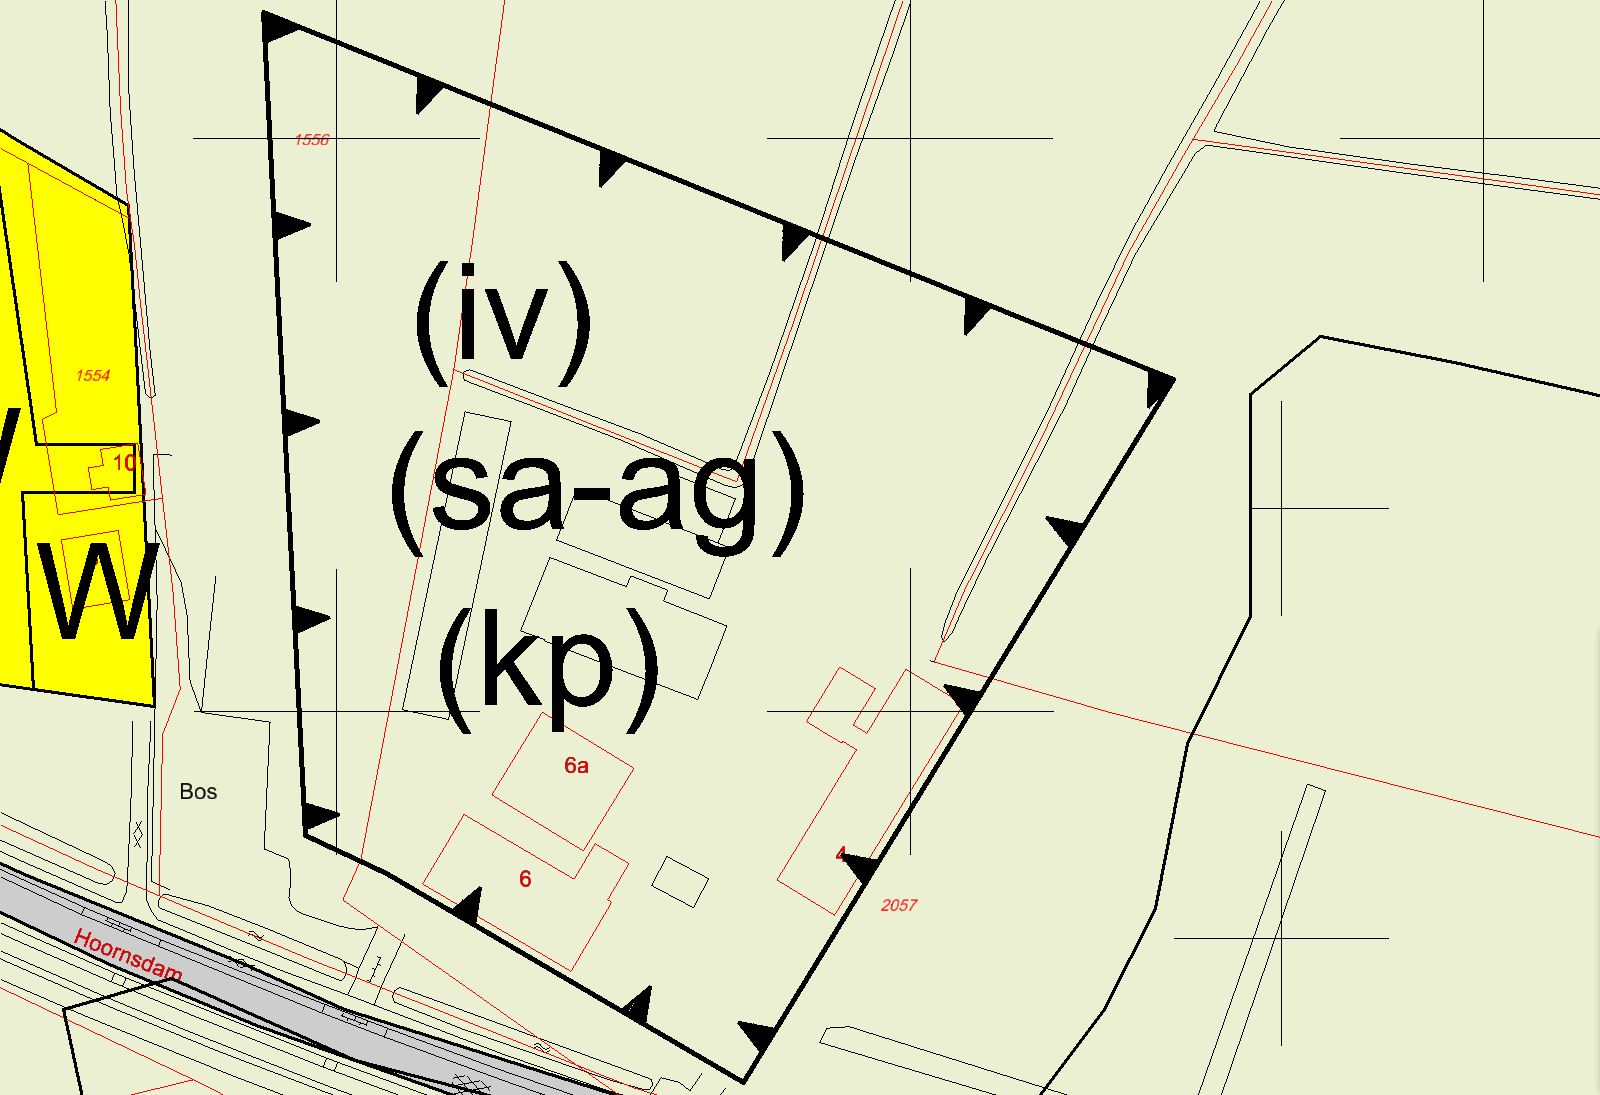 1556
(iv)
1554
(sa-ag)
10
W
(kp)
6a
Bos
4
6
2057
Hoornsdam